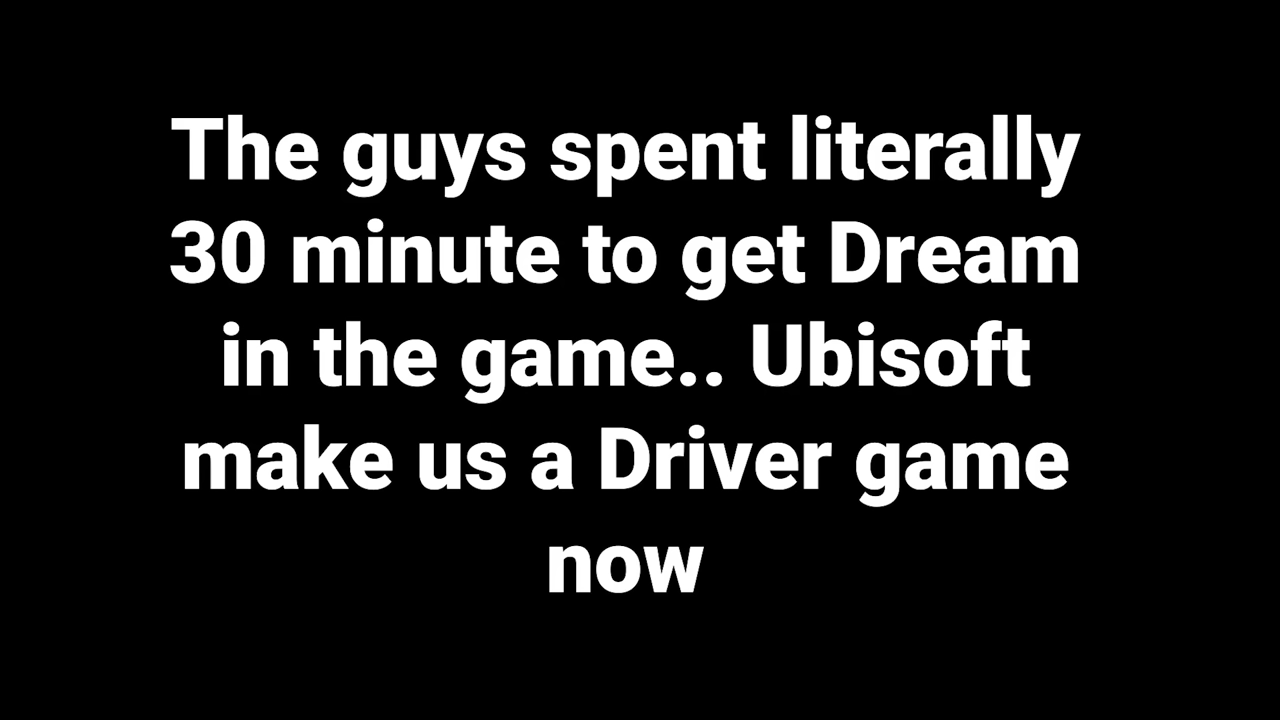 The guys spent literally
30 minute to get Dream
in the game.. Ubisoft
make us a Driver game
now